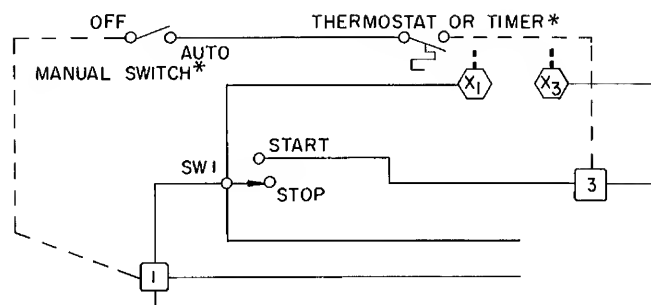 OFF
THERMOSTAT OR TIMER*
AUTO
MANUAL SWITCH*
X1
X3
START
SW1
STOP
3
1